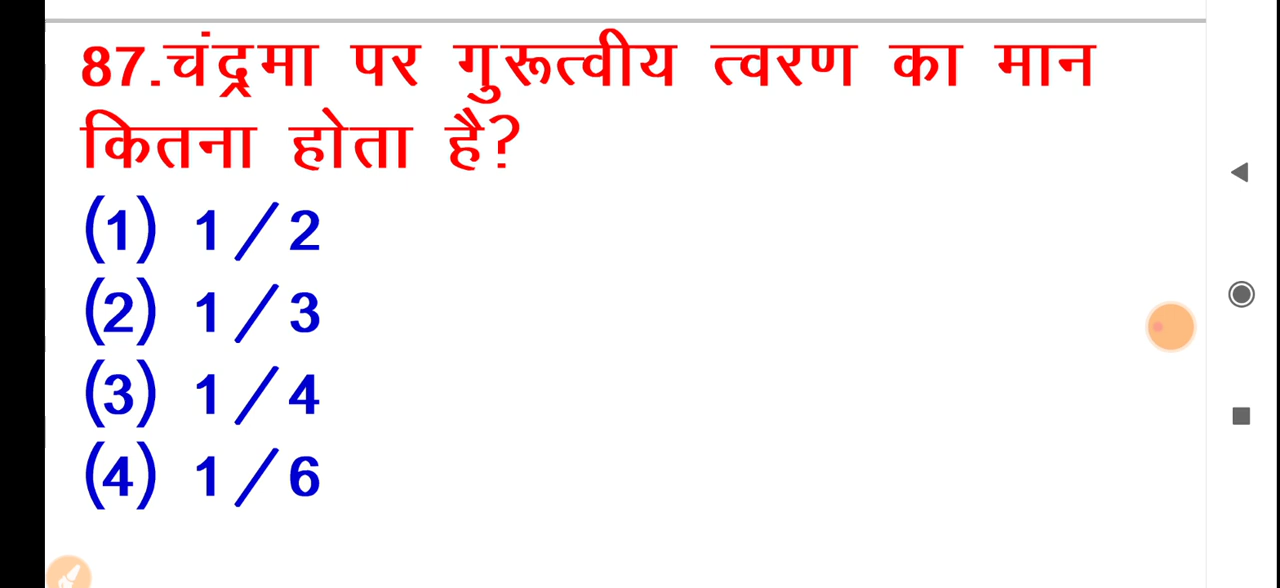 87.चंद्रमा पर गुरूत्वीय त्वरण का मान
कितना होता है?
(1) 1/2
(2) 1/3
(3) 1/4
(4) 1/6